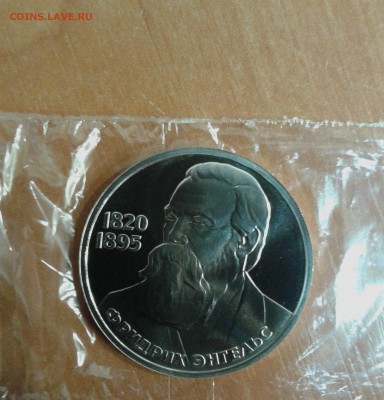 COINS.LAVE.RU
1820
1895
ФРИДРИХ ЭНГЕЛЬС